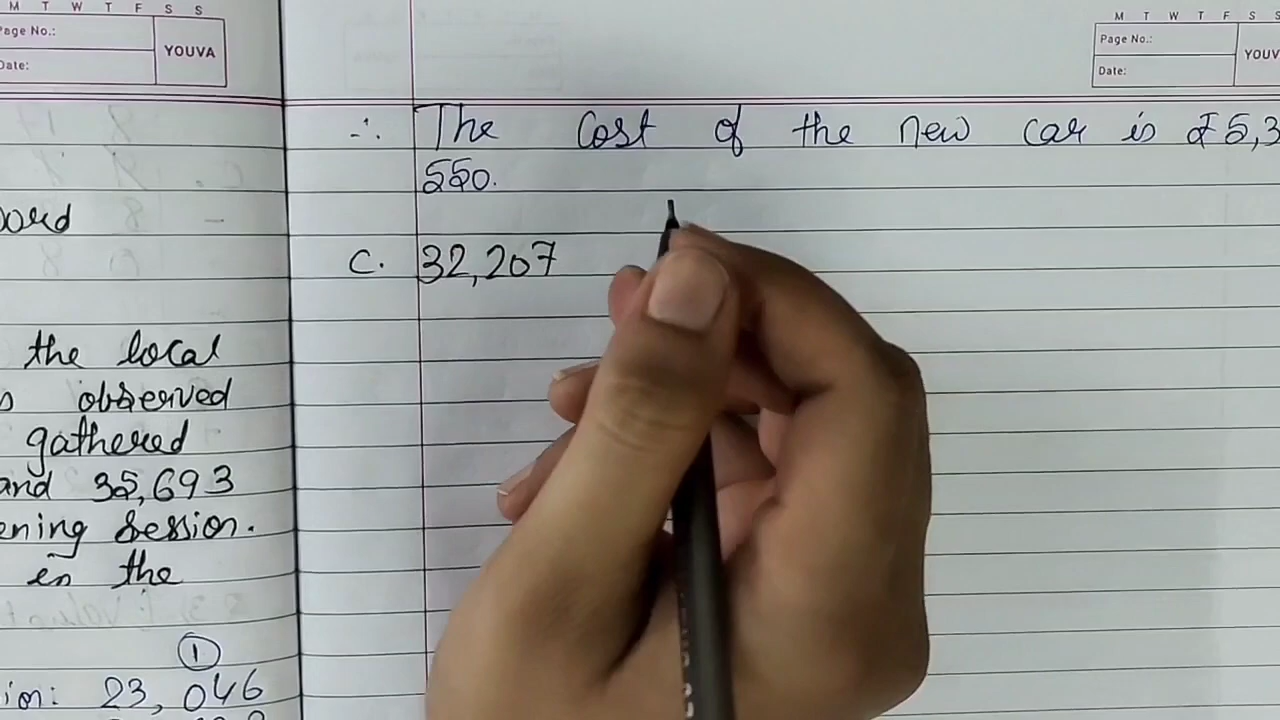 M T W T F S S
Page No.:
Date:
YOUVA
ord
the local
observed
gathered
and 35,693
ening session.
in the
1
ion: 23,046
M T W T F S S
Page No.:
Date:
YOUV
∴ The Cost of the new car is ₹5,3
550.
C. 32,207